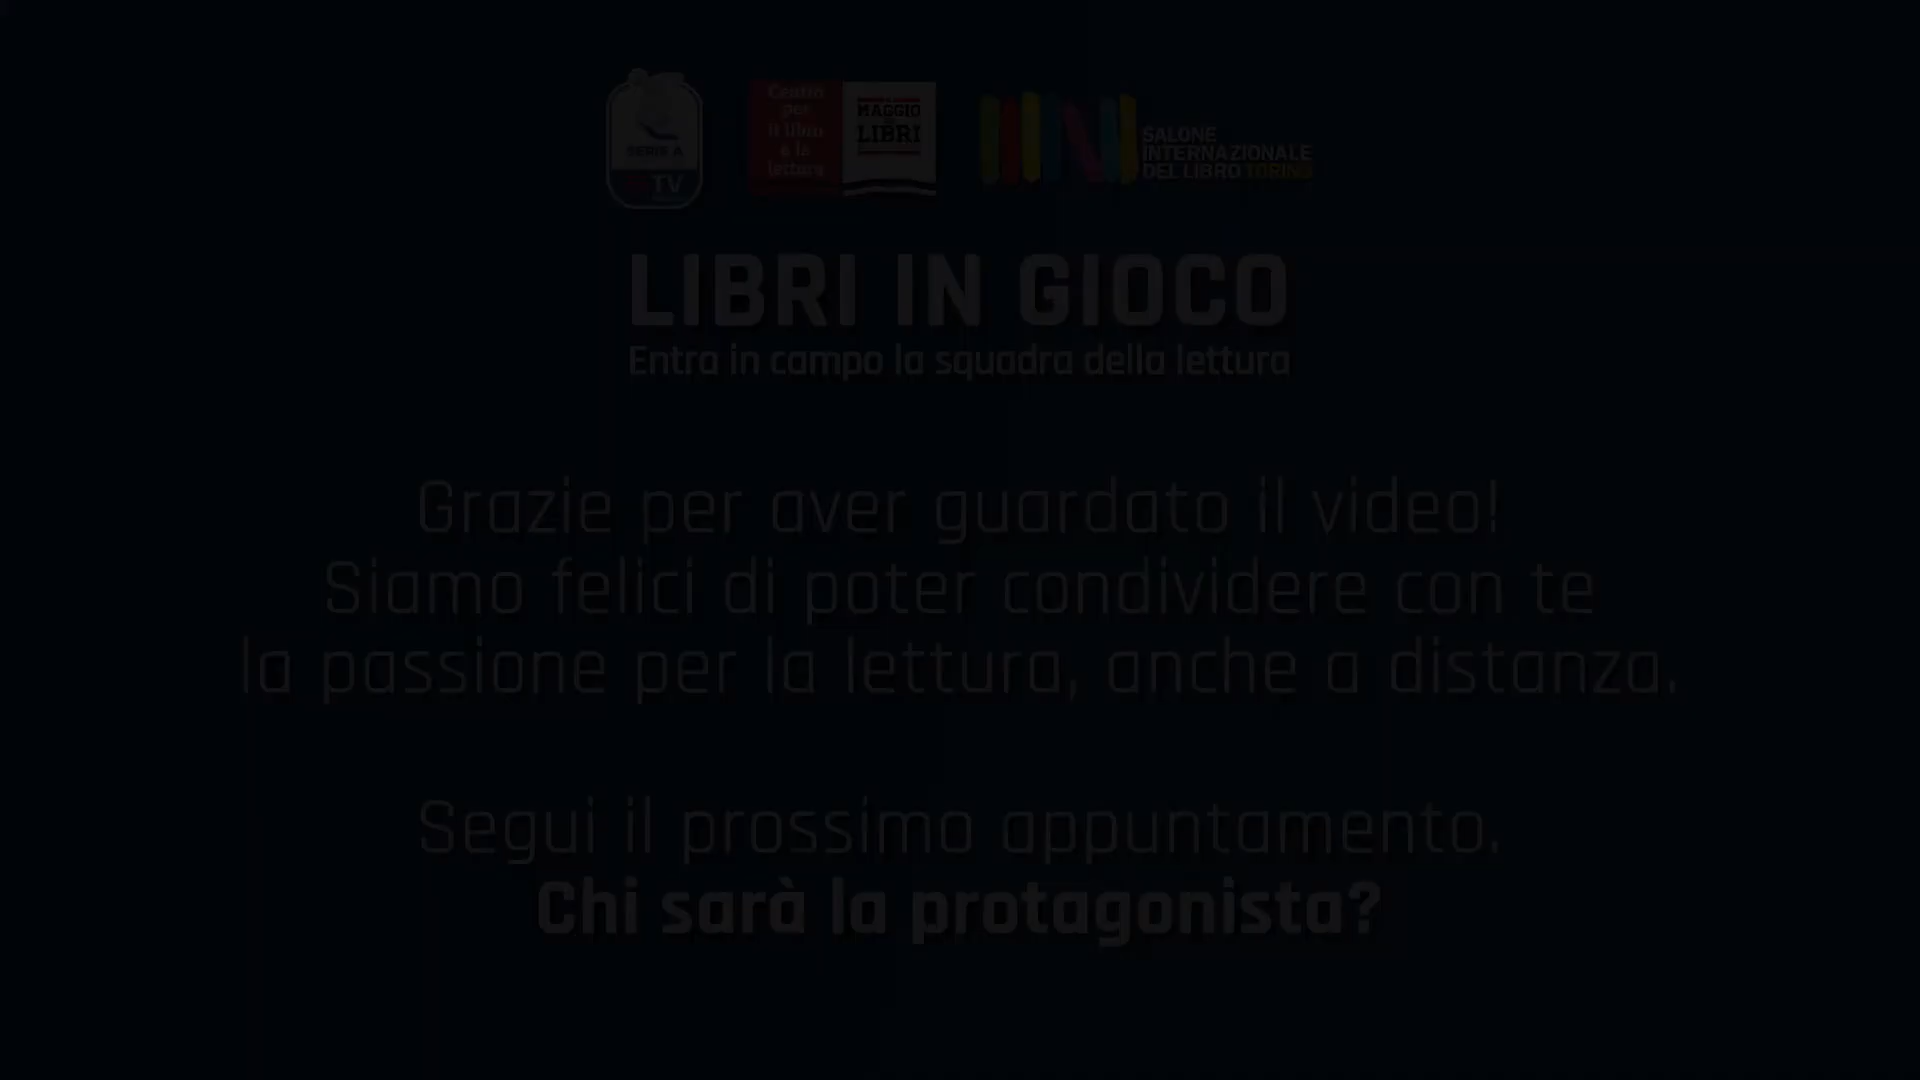 SERIE A
TV
Centro
per
il libro
e la
lettura
MAGGIO
LIBRI
SALONE
INTERNAZIONALE
DEL LIBRO TORINO
LIBRI IN GIOCO
Entra in campo la squadra della lettura
Grazie per aver guardato il video!
Siamo felici di poter condividere con te
la passione per la lettura, anche a distanza.
Segui il prossimo appuntamento.
Chi sarà la protagonista?